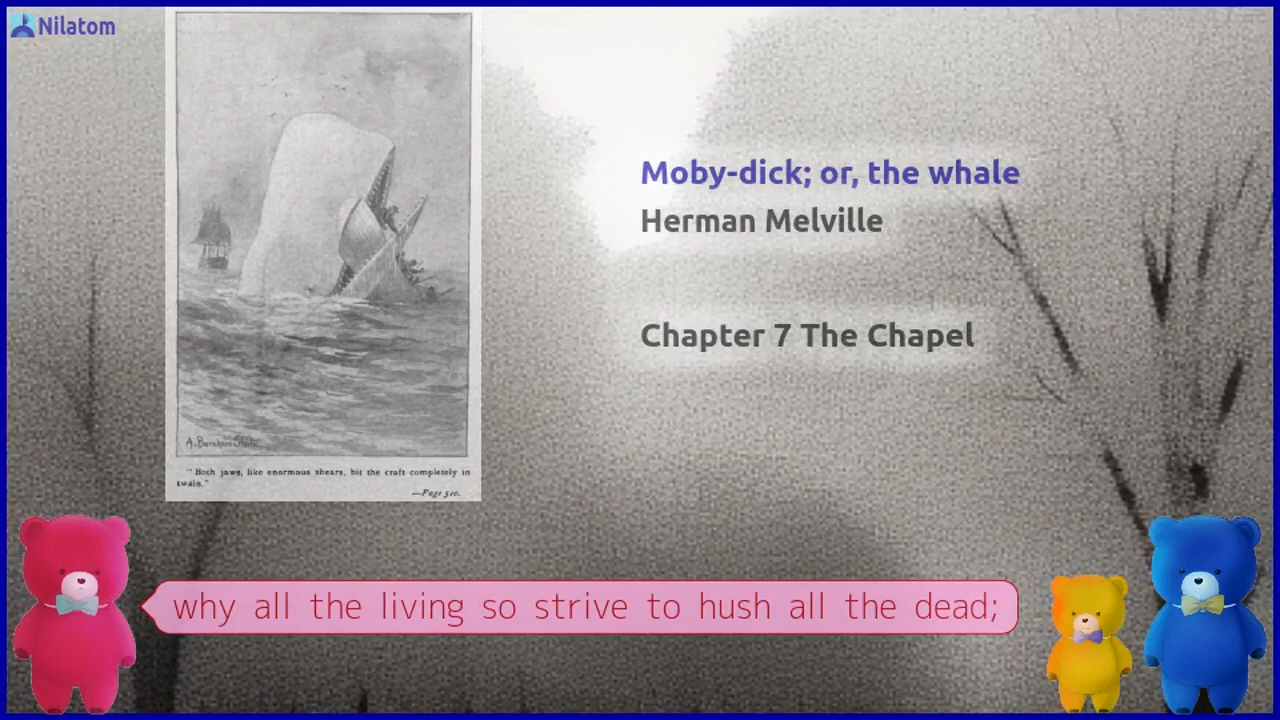 Nilatom
Moby-dick; or, the whale
Herman Melville
Chapter 7 The Chapel
"Both jaws, like enormous shears, bit the craft completely in
twain."
—Page 510.
why all the living so strive to hush all the dead;